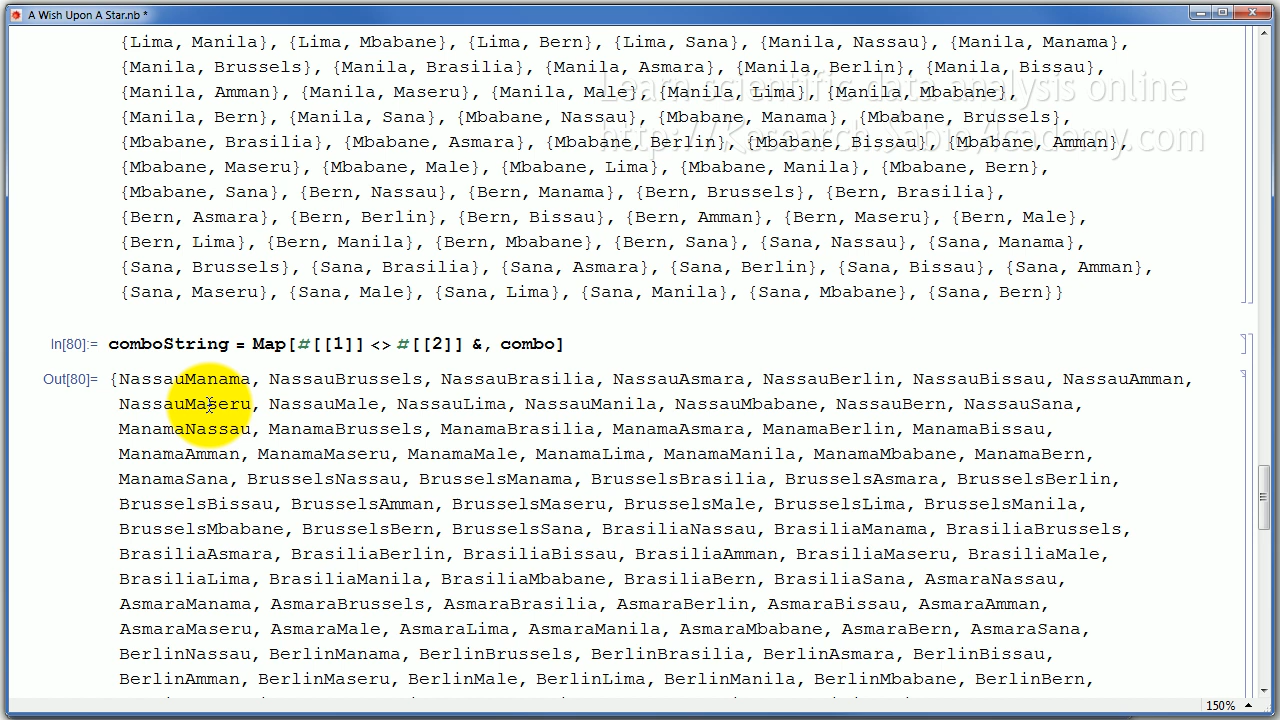 A Wish Upon A Star.nb *
{Lima, Manila}, {Lima, Mbabane}, {Lima, Bern}, {Lima, Sana}, {Manila, Nassau}, {Manila, Manama},
{Manila, Brussels}, {Manila, Brasilia}, {Manila, Asmara}, {Manila, Berlin}, {Manila, Bissau},
{Manila, Amman}, {Manila, Maseru}, {Manila, Male}, {Manila, Lima}, {Manila, Mbabane},
{Manila, Bern}, {Manila, Sana}, {Mbabane, Nassau}, {Mbabane, Manama}, {Mbabane, Brussels},
{Mbabane, Brasilia}, {Mbabane, Asmara}, {Mbabane, Berlin}, {Mbabane, Bissau}, {Mbabane, Amman},
{Mbabane, Maseru}, {Mbabane, Male}, {Mbabane, Lima}, {Mbabane, Manila}, {Mbabane, Bern},
{Mbabane, Sana}, {Bern, Nassau}, {Bern, Manama}, {Bern, Brussels}, {Bern, Brasilia},
{Bern, Asmara}, {Bern, Berlin}, {Bern, Bissau}, {Bern, Amman}, {Bern, Maseru}, {Bern, Male},
{Bern, Lima}, {Bern, Manila}, {Bern, Mbabane}, {Bern, Sana}, {Sana, Nassau}, {Sana, Manama},
{Sana, Brussels}, {Sana, Brasilia}, {Sana, Asmara}, {Sana, Berlin}, {Sana, Bissau}, {Sana, Amman},
{Sana, Maseru}, {Sana, Male}, {Sana, Lima}, {Sana, Manila}, {Sana, Mbabane}, {Sana, Bern}}
Learn scientific data analysis online
http://Research.SabioAcademy.com
In[80]:= comboString = Map[#[[1]] <> #[[2]] &, combo]
Out[80]= {NassauManama, NassauBrussels, NassauBrasilia, NassauAsmara, NassauBerlin, NassauBissau, NassauAmman,
NassauMaseru, NassauMale, NassauLima, NassauManila, NassauMbabane, NassauBern, NassauSana,
ManamaNassau, ManamaBrussels, ManamaBrasilia, ManamaAsmara, ManamaBerlin, ManamaBissau,
ManamaAmman, ManamaMaseru, ManamaMale, ManamaLima, ManamaManila, ManamaMbabane, ManamaBern,
ManamaSana, BrusselsNassau, BrusselsManama, BrusselsBrasilia, BrusselsAsmara, BrusselsBerlin,
BrusselsBissau, BrusselsAmman, BrusselsMaseru, BrusselsMale, BrusselsLima, BrusselsManila,
BrusselsMbabane, BrusselsBern, BrusselsSana, BrasiliaNassau, BrasiliaManama, BrasiliaBrussels,
BrasiliaAsmara, BrasiliaBerlin, BrasiliaBissau, BrasiliaAmman, BrasiliaMaseru, BrasiliaMale,
BrasiliaLima, BrasiliaManila, BrasiliaMbabane, BrasiliaBern, BrasiliaSana, AsmaraNassau,
AsmaraManama, AsmaraBrussels, AsmaraBrasilia, AsmaraBerlin, AsmaraBissau, AsmaraAmman,
AsmaraMaseru, AsmaraMale, AsmaraLima, AsmaraManila, AsmaraMbabane, AsmaraBern, AsmaraSana,
BerlinNassau, BerlinManama, BerlinBrussels, BerlinBrasilia, BerlinAsmara, BerlinBissau,
BerlinAmman, BerlinMaseru, BerlinMale, BerlinLima, BerlinManila, BerlinMbabane, BerlinBern,
150%